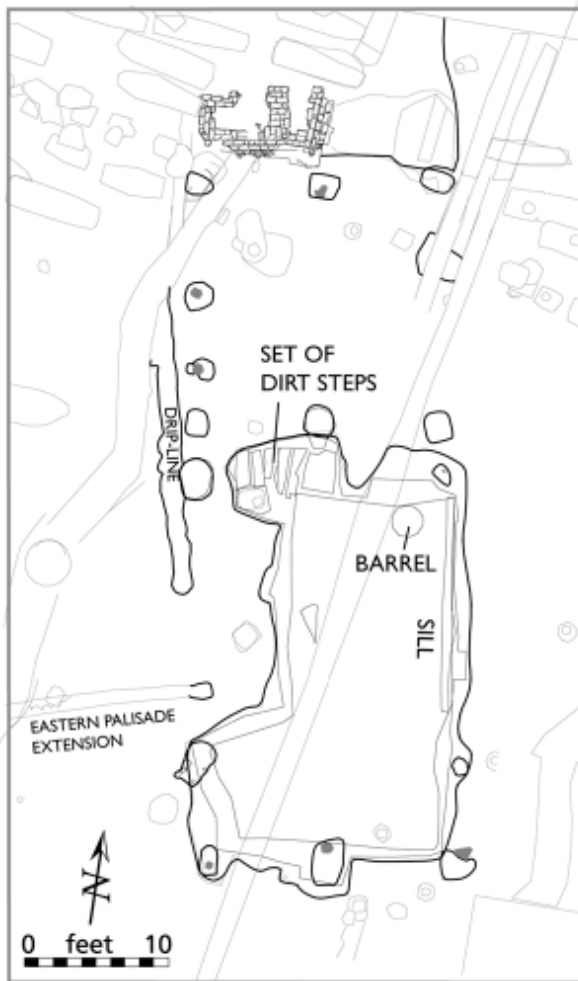 SET OF
DIRT STEPS
DRIP-LINE
BARREL
SILL
EASTERN PALISADE
EXTENSION
N
0 feet 10